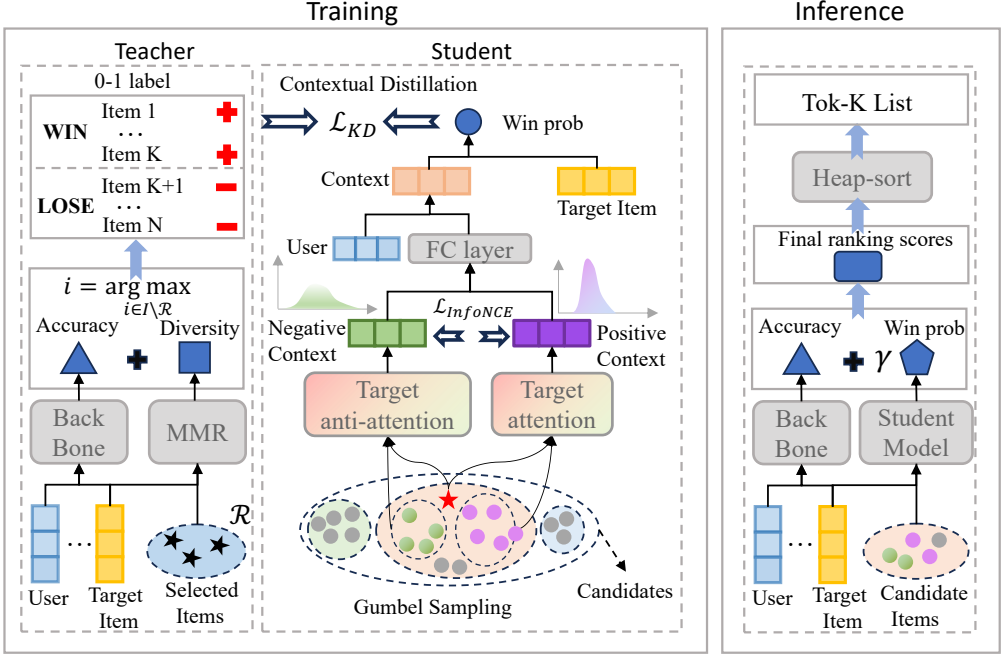 Training
Inference
Teacher
Student
0-1 label
WIN
Item 1
...
Item K
LOSE
Item K+1
...
Item N
i = arg max
i∈I\ℛ
Accuracy
Diversity
Back
Bone
MMR
ℛ
...
User
Target
Item
Selected
Items
Contextual Distillation
ℒKD
Win prob
Context
Target Item
User
FC layer
ℒInfoNCE
Negative
Context
Positive
Context
Target
anti-attention
Target
attention
Candidates
Gumbel Sampling
Tok-K List
Heap-sort
Final ranking scores
Accuracy
Win prob
γ
Back
Bone
Student
Model
...
User
Target
Item
Candidate
Items